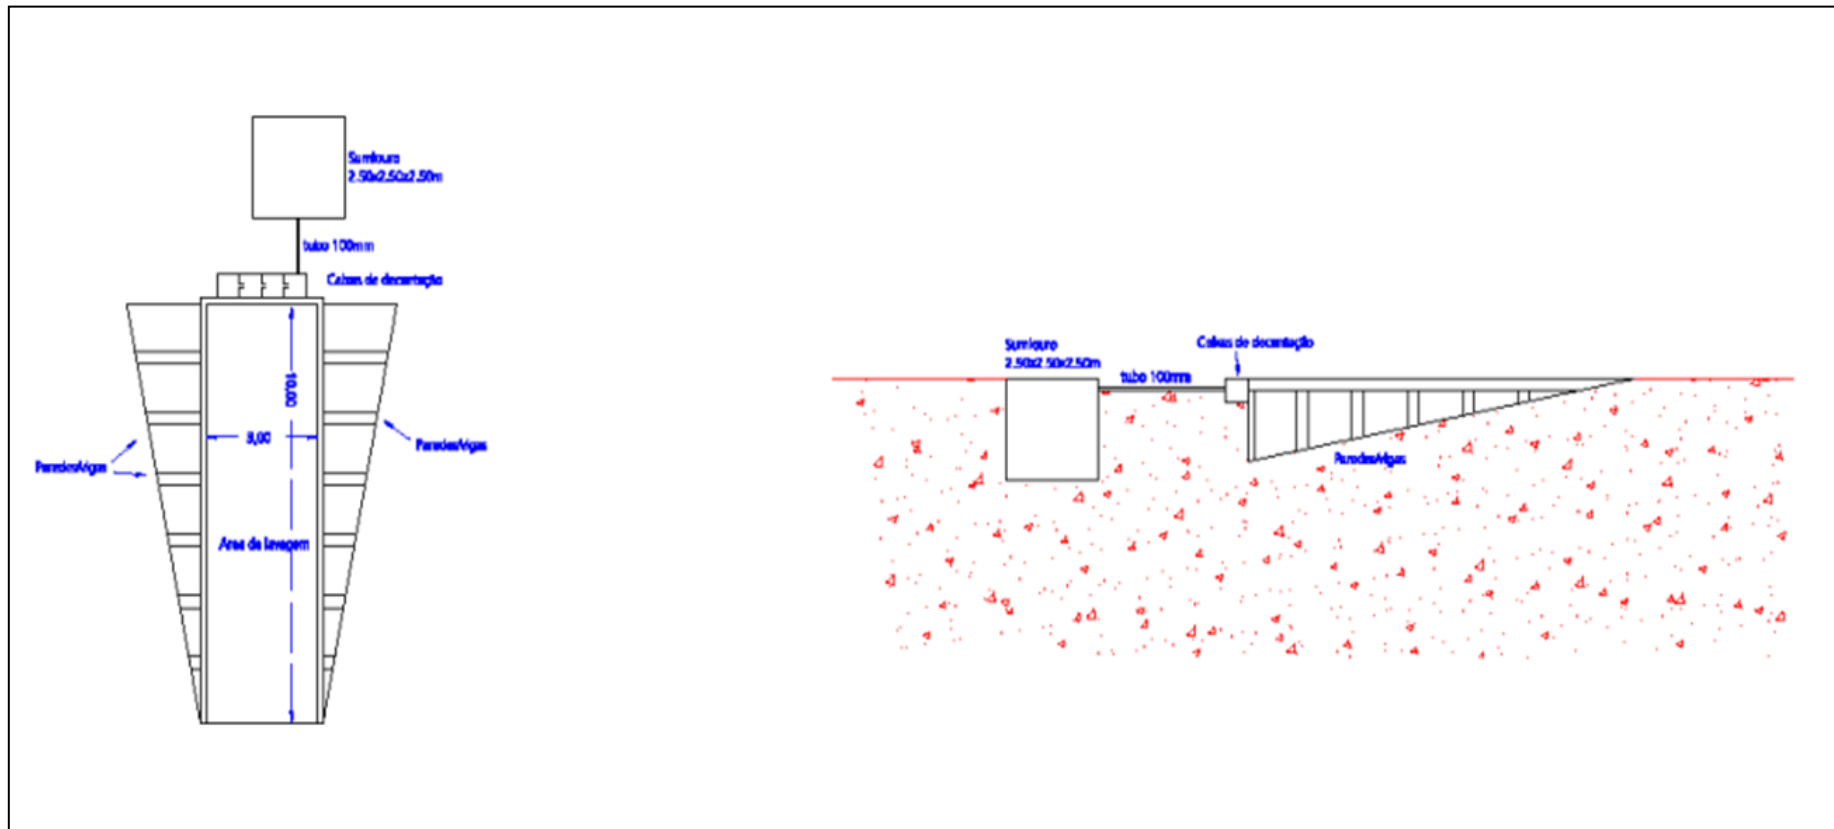 Sumidouro
2.50x2.50x2.50m
tubo 100mm
Caixas de decantação
10,00
3,00
Paredes/vigas
Paredes/vigas
Área de lavagem
Sumidouro
2.50x2.50x2.50m
tubo 100mm
Caixas de decantação
Paredes/vigas